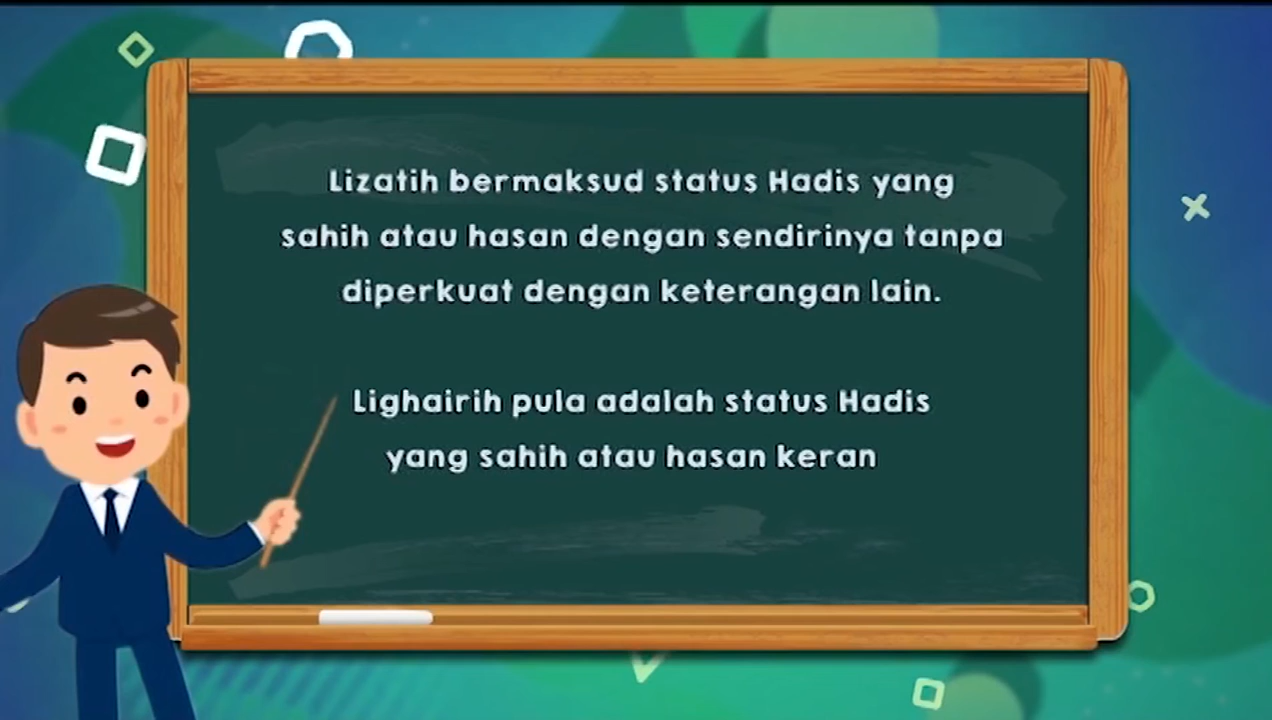 Lizatih bermaksud status Hadis yang
sahih atau hasan dengan sendirinya tanpa
diperkuat dengan keterangan lain.
Lighairih pula adalah status Hadis
yang sahih atau hasan keran